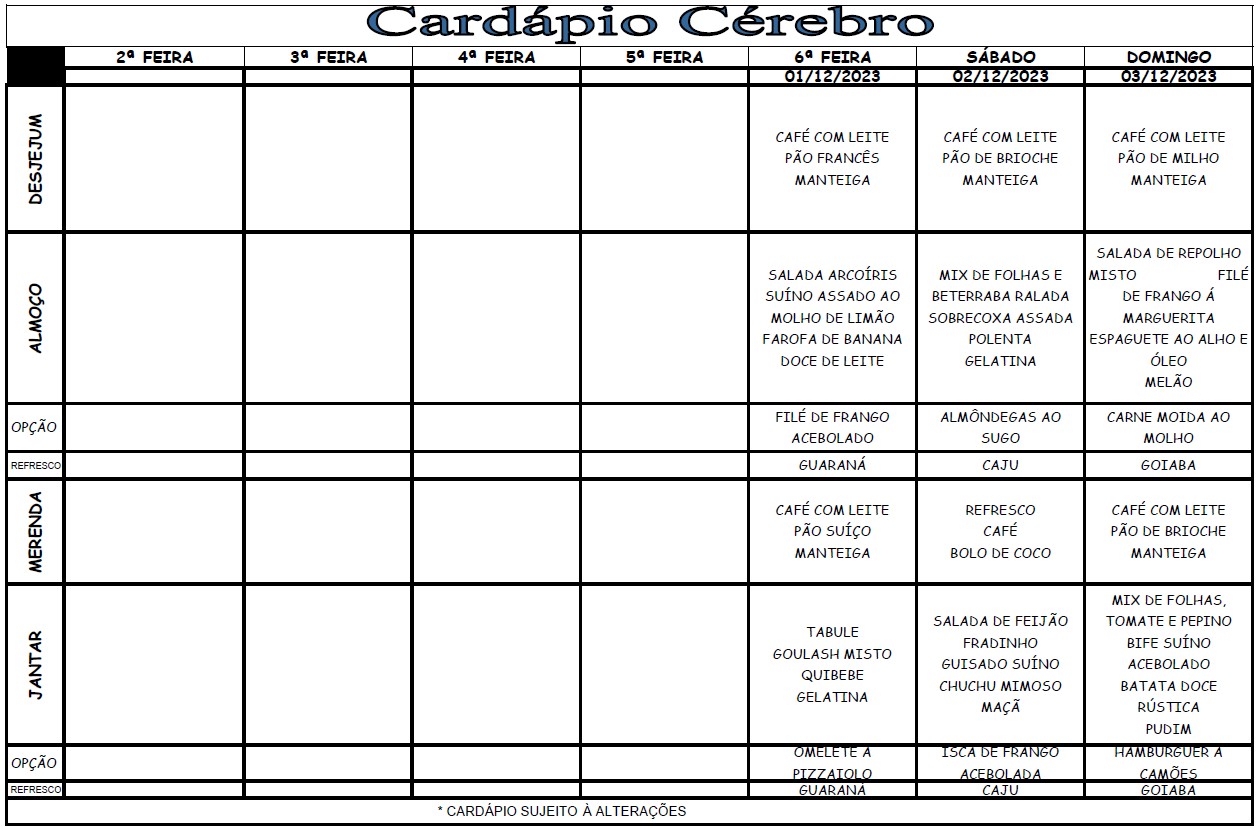 Cardápio Cérebro
2ª FEIRA 3ª FEIRA 4ª FEIRA 5ª FEIRA 6ª FEIRA SÁBADO DOMINGO
01/12/2023 02/12/2023 03/12/2023
DESJEJUM
CAFÉ COM LEITE
PÃO FRANCÊS
MANTEIGA
CAFÉ COM LEITE
PÃO DE BRIOCHE
MANTEIGA
CAFÉ COM LEITE
PÃO DE MILHO
MANTEIGA
ALMOÇO
SALADA ARCOÍRIS
SUÍNO ASSADO AO
MOLHO DE LIMÃO
FAROFA DE BANANA
DOCE DE LEITE
MIX DE FOLHAS E
BETERRABA RALADA
SOBRECOXA ASSADA
POLENTA
GELATINA
SALADA DE REPOLHO
MISTO FILÉ
DE FRANGO Á
MARGUERITA
ESPAGUETE AO ALHO E
ÓLEO
MELÃO
OPÇÃO
FILÉ DE FRANGO
ACEBOLADO
ALMÔNDEGAS AO
SUGO
CARNE MOIDA AO
MOLHO
REFRESCO GUARANÁ CAJU GOIABA
MERENDA
CAFÉ COM LEITE
PÃO SUÍÇO
MANTEIGA
REFRESCO
CAFÉ
BOLO DE COCO
CAFÉ COM LEITE
PÃO DE BRIOCHE
MANTEIGA
JANTAR
TABULE
GOULASH MISTO
QUIBEBE
GELATINA
SALADA DE FEIJÃO
FRADINHO
GUISADO SUÍNO
CHUCHU MIMOSO
MAÇÃ
MIX DE FOLHAS,
TOMATE E PEPINO
BIFE SUÍNO
ACEBOLADO
BATATA DOCE
RÚSTICA
PUDIM
OPÇÃO
OMELETE A
PIZZAIOLO
ISCA DE FRANGO
ACEBOLADA
HAMBURGUER A
CAMÕES
REFRESCO GUARANÁ CAJU GOIABA
* CARDÁPIO SUJEITO À ALTERAÇÕES